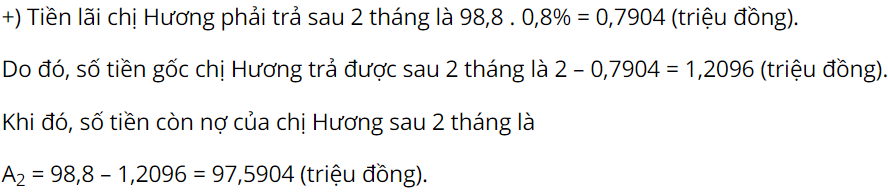 +) Tiền lãi chị Hương phải trả sau 2 tháng là 98,8 . 0,8% = 0,7904 (triệu đồng).
Do đó, số tiền gốc chị Hương trả được sau 2 tháng là 2 – 0,7904 = 1,2096 (triệu đồng).
Khi đó, số tiền còn nợ của chị Hương sau 2 tháng là
A₂ = 98,8 – 1,2096 = 97,5904 (triệu đồng).